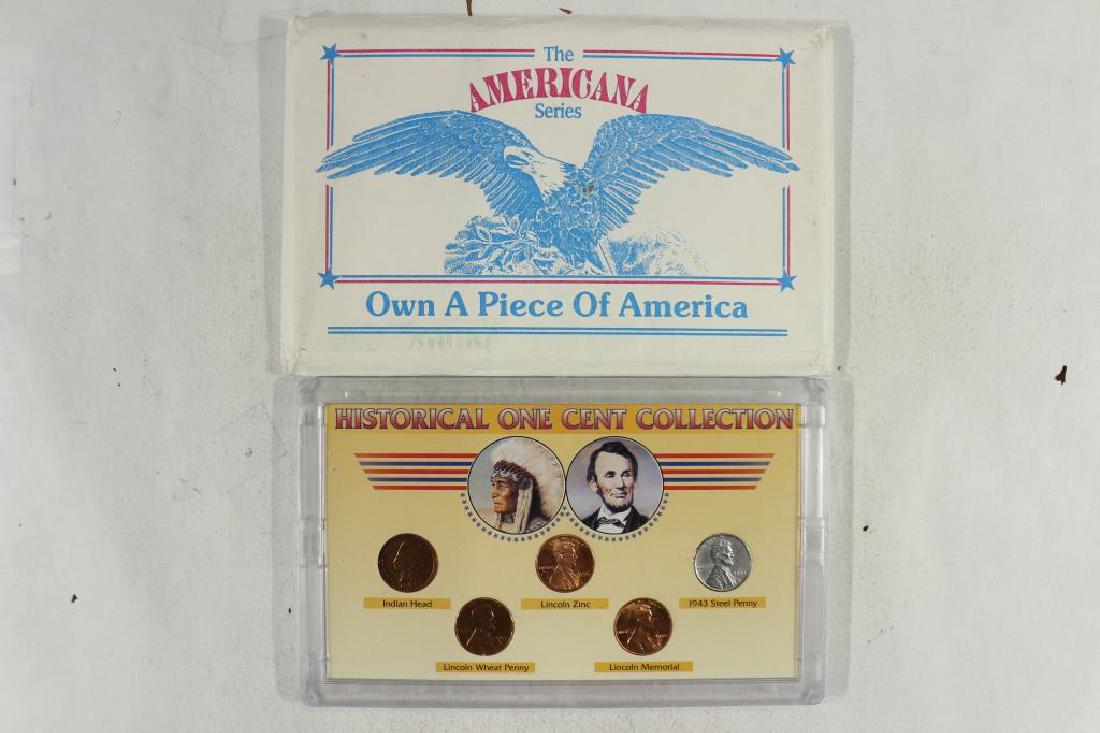 The
AMERICANA
Series
Own A Piece Of America
HISTORICAL ONE CENT COLLECTION
Indian Head
Lincoln Zinc
1943 Steel Penny
Lincoln Wheat Penny
Lincoln Memorial